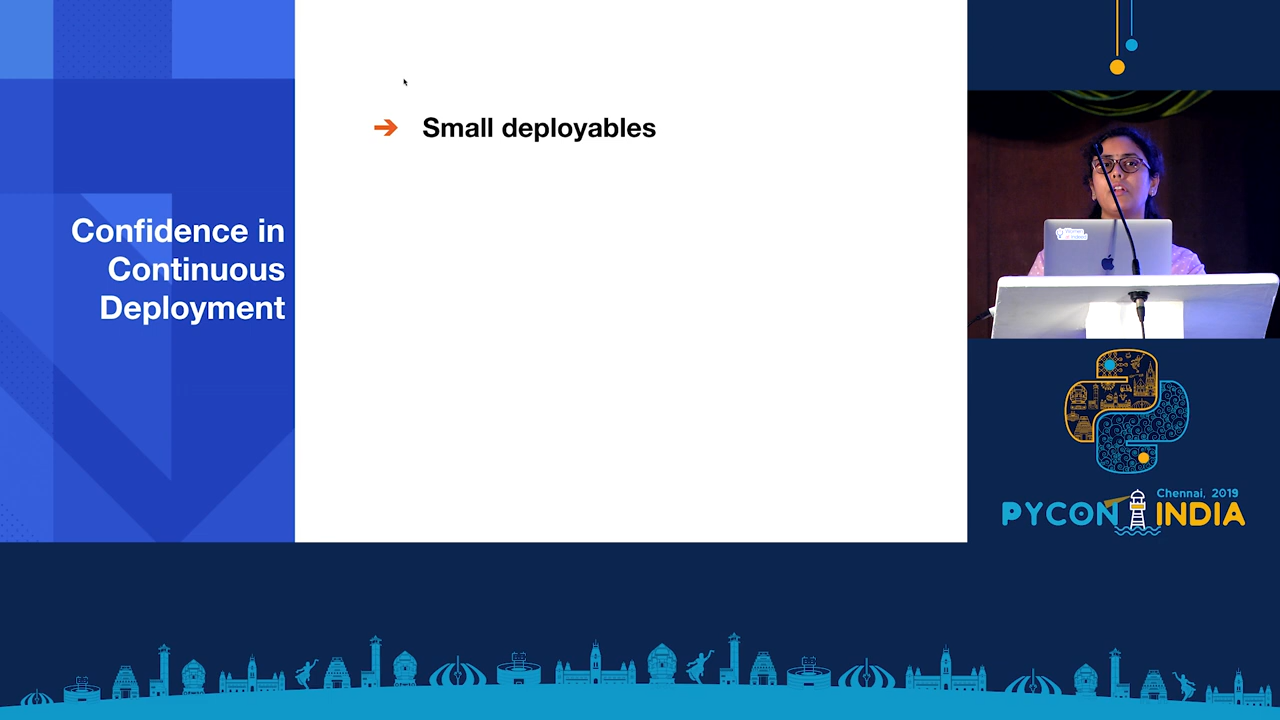 Confidence in
Continuous
Deployment
➔ Small deployables
Chennai, 2019
PYCON INDIA